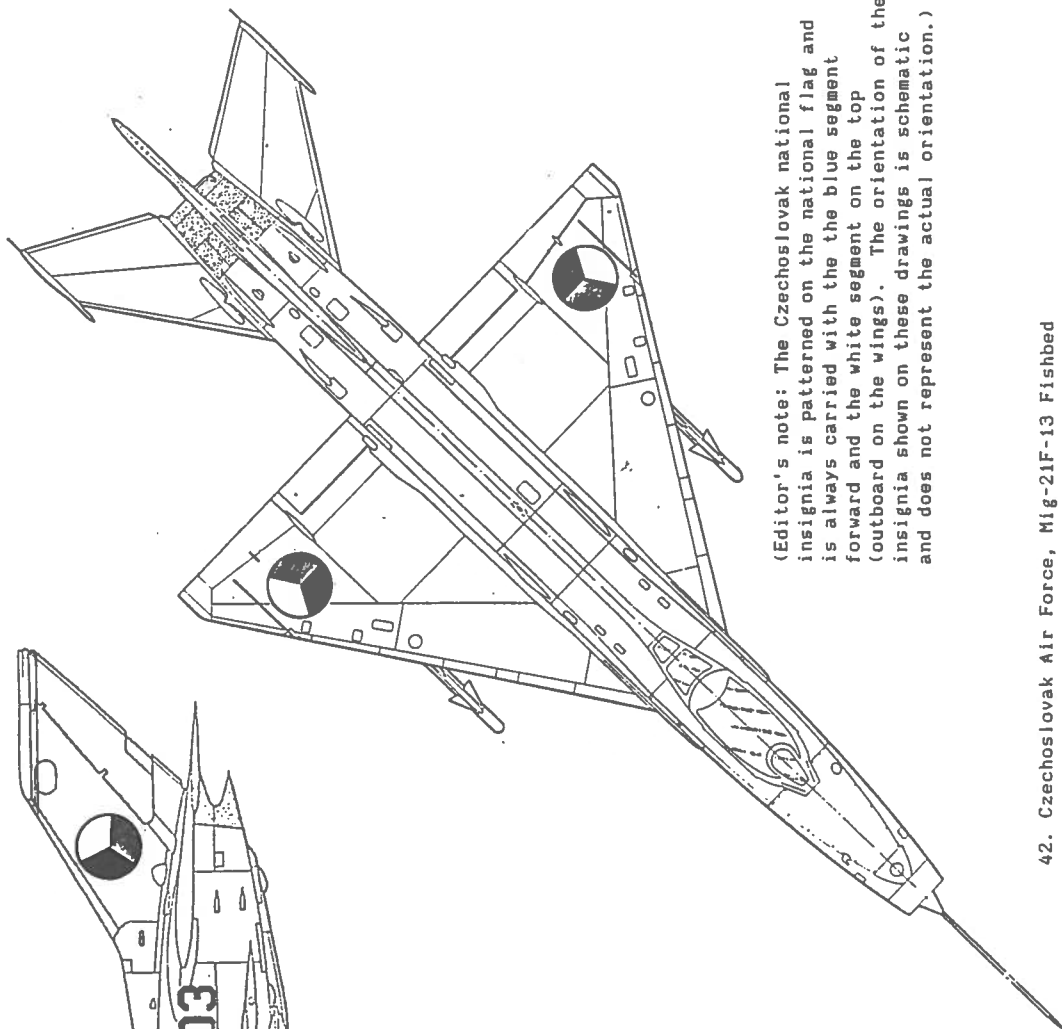 (Editor's note: The Czechoslovak national
insignia is patterned on the national flag and
is always carried with the the blue segment
forward and the white segment on the top
(outboard on the wings). The orientation of the
insignia shown on these drawings is schematic
and does not represent the actual orientation.)
42. Czechoslovak Air Force, Mig-21F-13 Fishbed
03